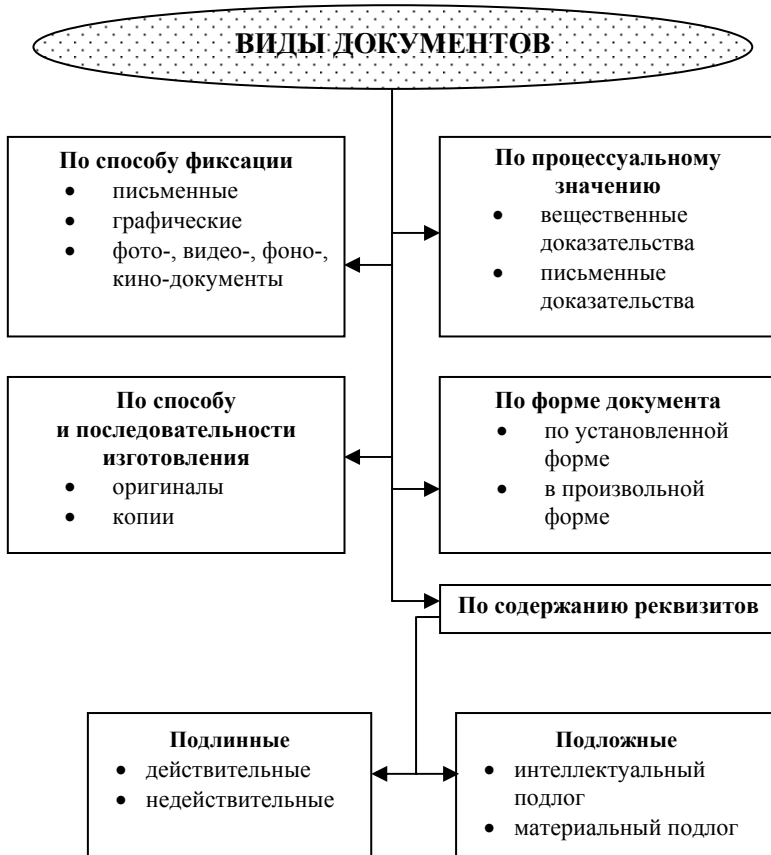 ВИДЫ ДОКУМЕНТОВ
По способу фиксации
• письменные
• графические
• фото-, видео-, фоно-,
кино-документы
По процессуальному
значению
• вещественные
доказательства
• письменные
доказательства
По способу
и последовательности
изготовления
• оригиналы
• копии
По форме документа
• по установленной
форме
• в произвольной
форме
По содержанию реквизитов
Подлинные
• действительные
• недействительные
Подложные
• интеллектуальный
подлог
• материальный подлог